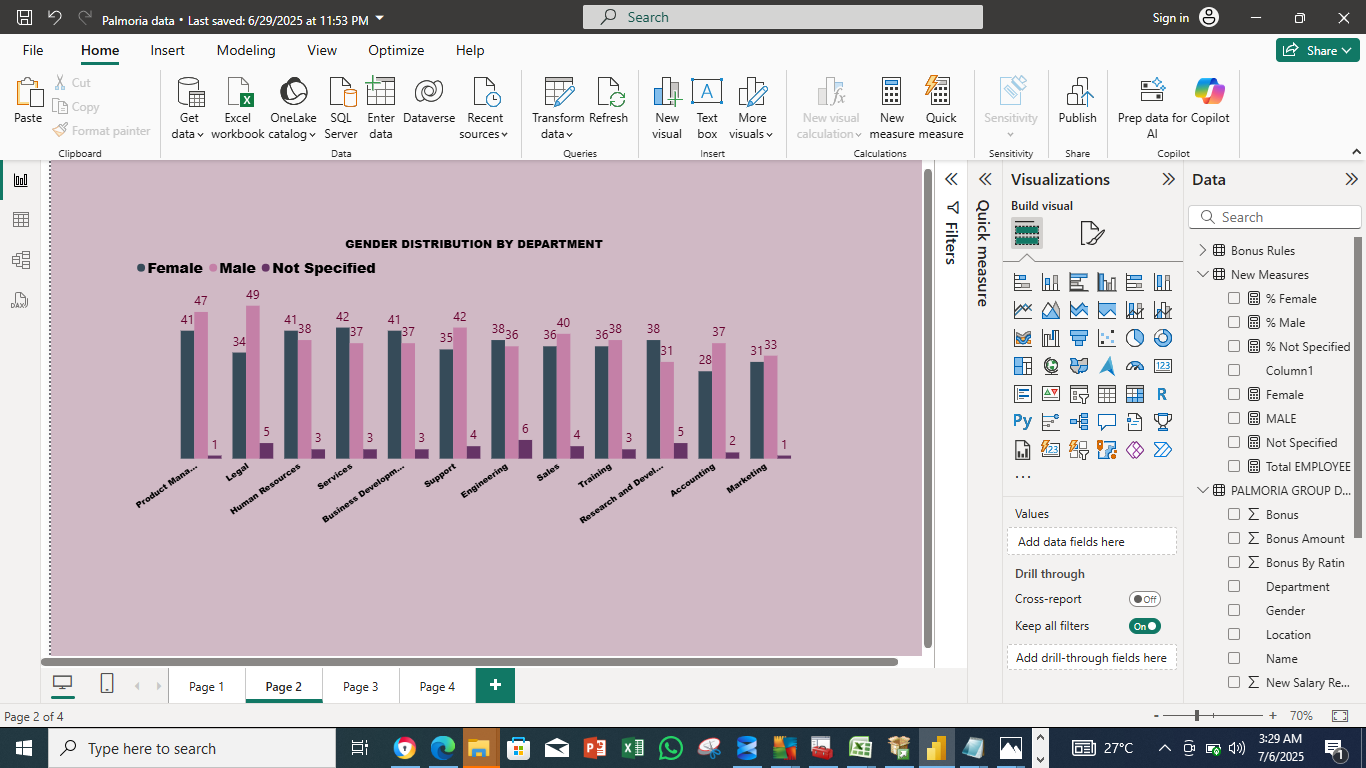 Palmoria data • Last saved: 6/29/2025 at 11:53 PM
Search
Sign in
File
Home
Insert
Modeling
View
Optimize
Help
Share
Paste
Cut
Copy
Format painter
Clipboard
Get data
Excel workbook
OneLake catalog
SQL Server
Enter data
Dataverse
Recent sources
Data
Transform data
Refresh
Queries
New visual
Text box
More visuals
Insert
New visual calculation
New measure
Quick measure
Calculations
Sensitivity
Sensitivity
Publish
Share
Prep data for AI
Copilot
Copilot
GENDER DISTRIBUTION BY DEPARTMENT
Female Male Not Specified
41 47 1
34 49 5
41 38 3
42 37 3
41 37 3
35 42 4
38 36 6
36 40 4
36 38 3
38 31 5
28 37 2
31 33 1
Product Mana...
Legal
Human Resources
Services
Business Developm...
Support
Engineering
Sales
Training
Research and Devel...
Accounting
Marketing
Filters
Quick measure
Visualizations
Build visual
123
R
Py
123
...
Values
Add data fields here
Drill through
Cross-report
Off
Keep all filters
On
Add drill-through fields here
Data
Search
Bonus Rules
New Measures
% Female
% Male
% Not Specified
Column1
Female
MALE
Not Specified
Total EMPLOYEE
PALMORIA GROUP D...
Bonus
Bonus Amount
Bonus By Ratin
Department
Gender
Location
Name
New Salary Re...
Page 1
Page 2
Page 3
Page 4
+
Page 2 of 4
- + 70%
Type here to search
27°C
3:29 AM
7/6/2025
1